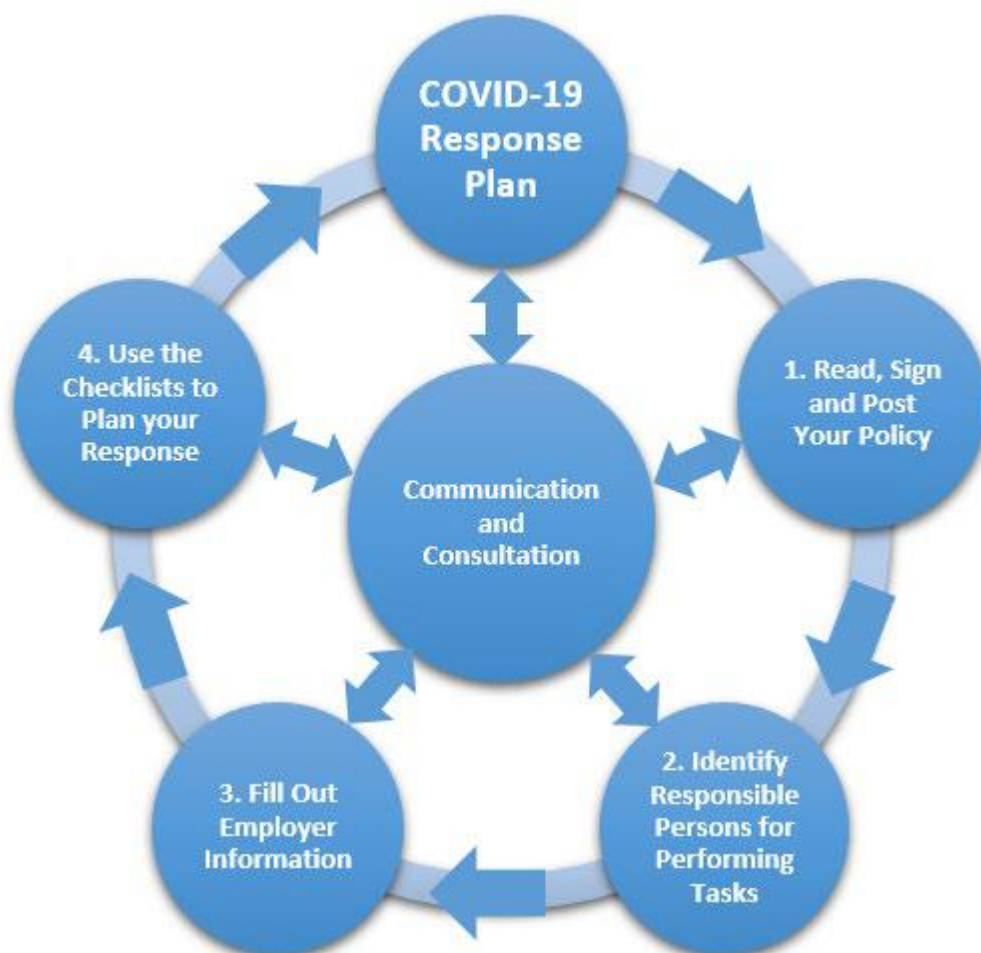 COVID-19
Response
Plan
1. Read, Sign
and Post
Your Policy
2. Identify
Responsible
Persons for
Performing
Tasks
3. Fill Out
Employer
Information
4. Use the
Checklists to
Plan your
Response
Communication
and
Consultation